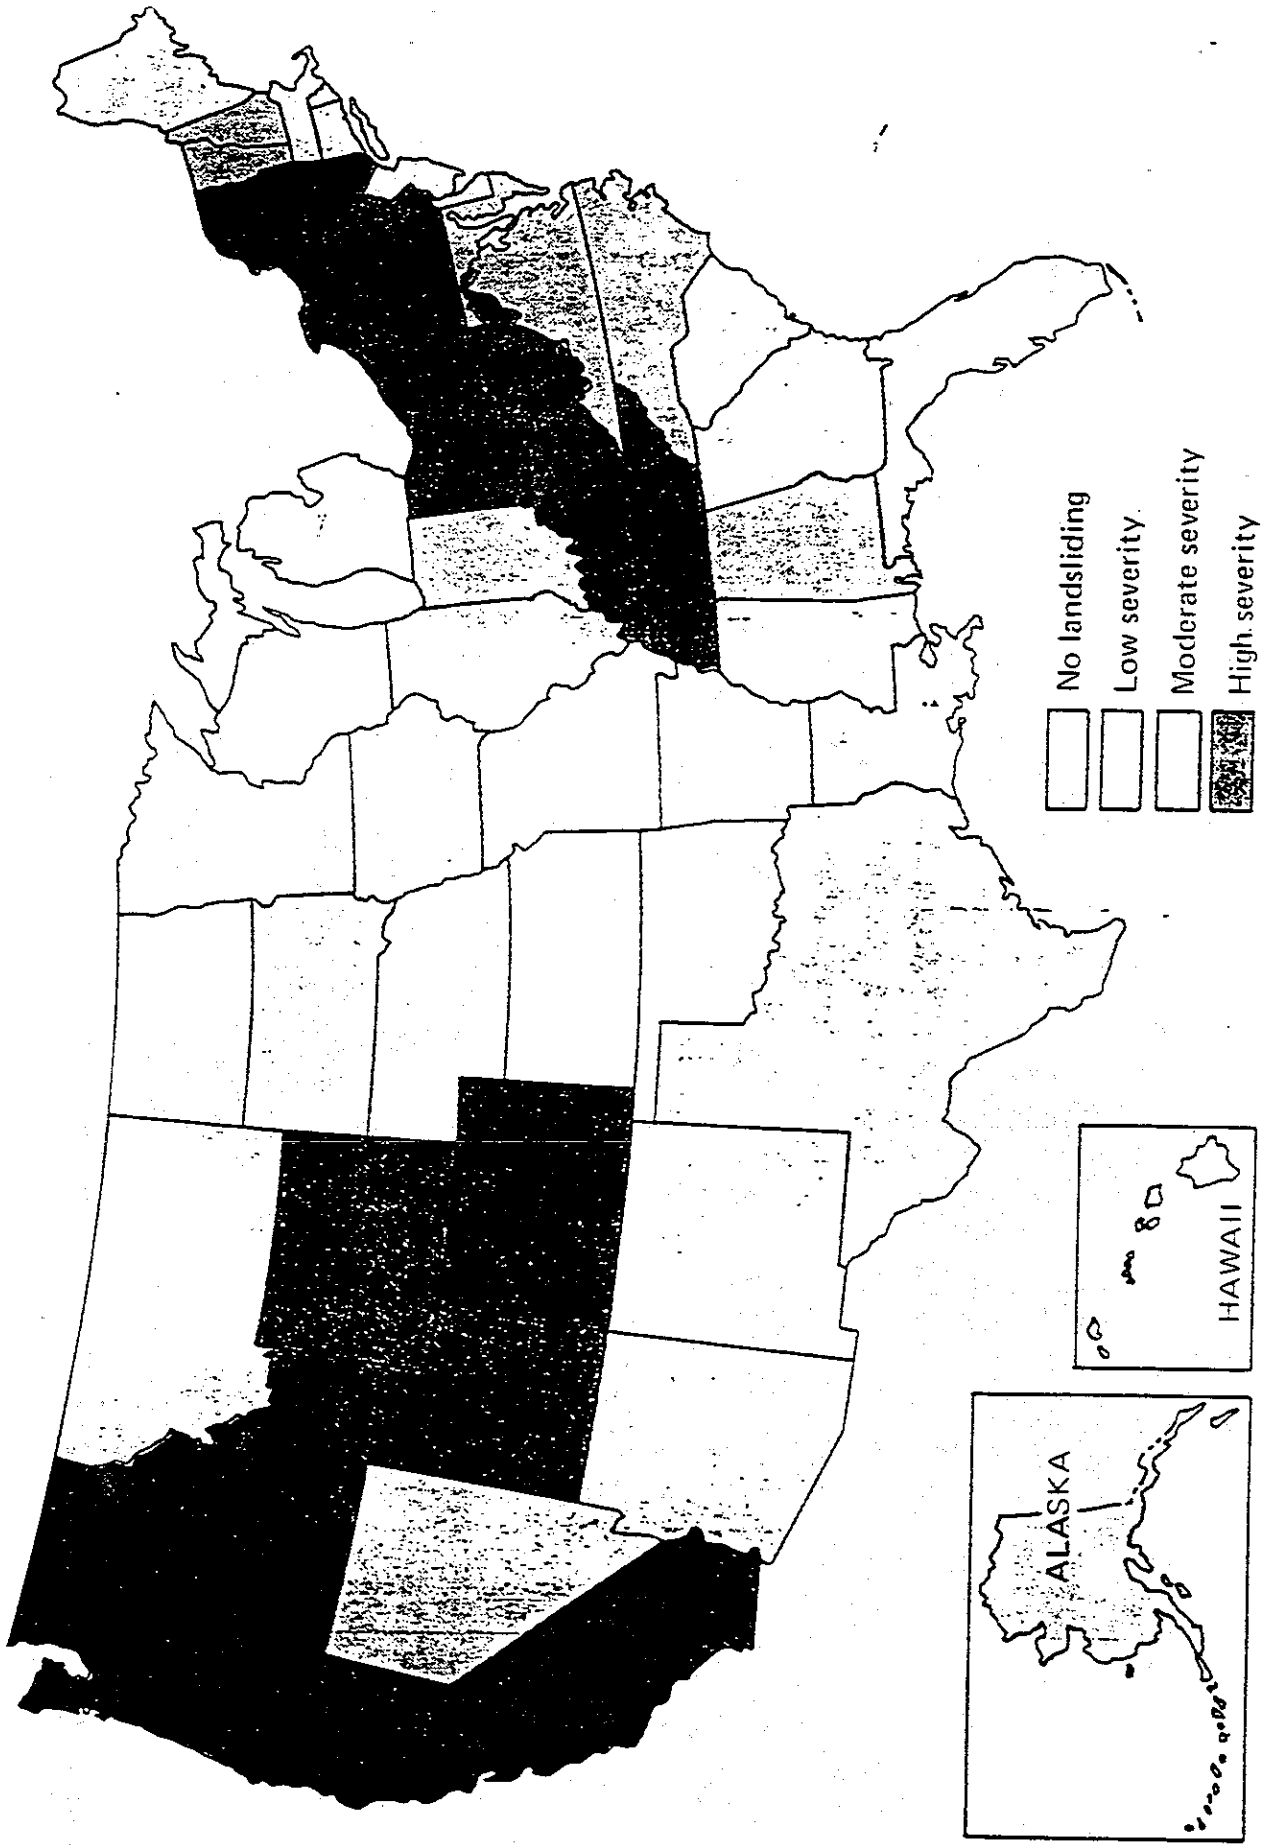 No landsliding
Low severity
Moderate severity
High severity
ALASKA
HAWAII